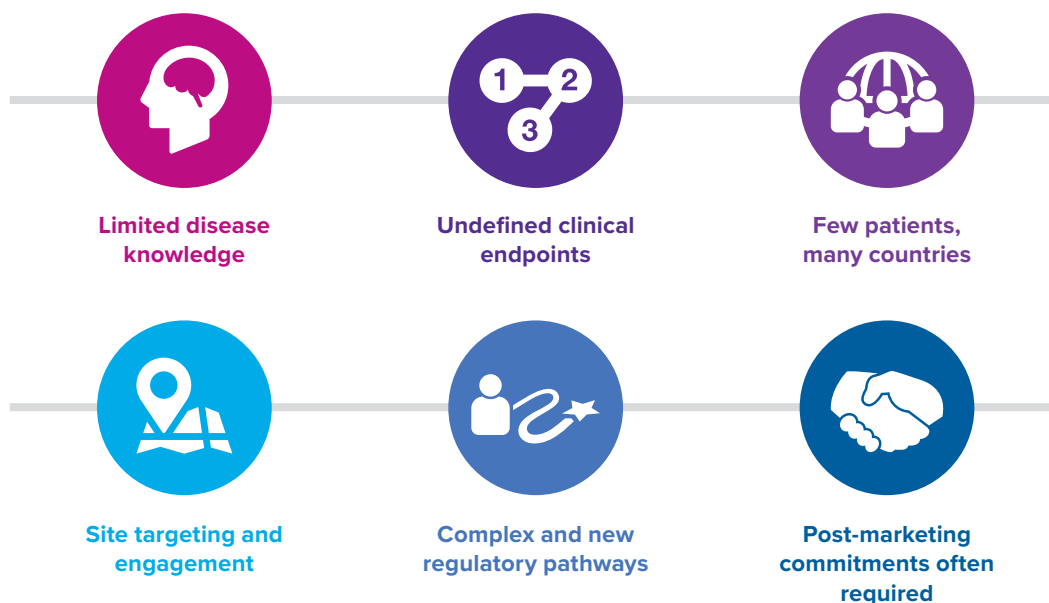 1 2
3
Limited disease
knowledge
Undefined clinical
endpoints
Few patients,
many countries
Site targeting and
engagement
Complex and new
regulatory pathways
Post-marketing
commitments often
required